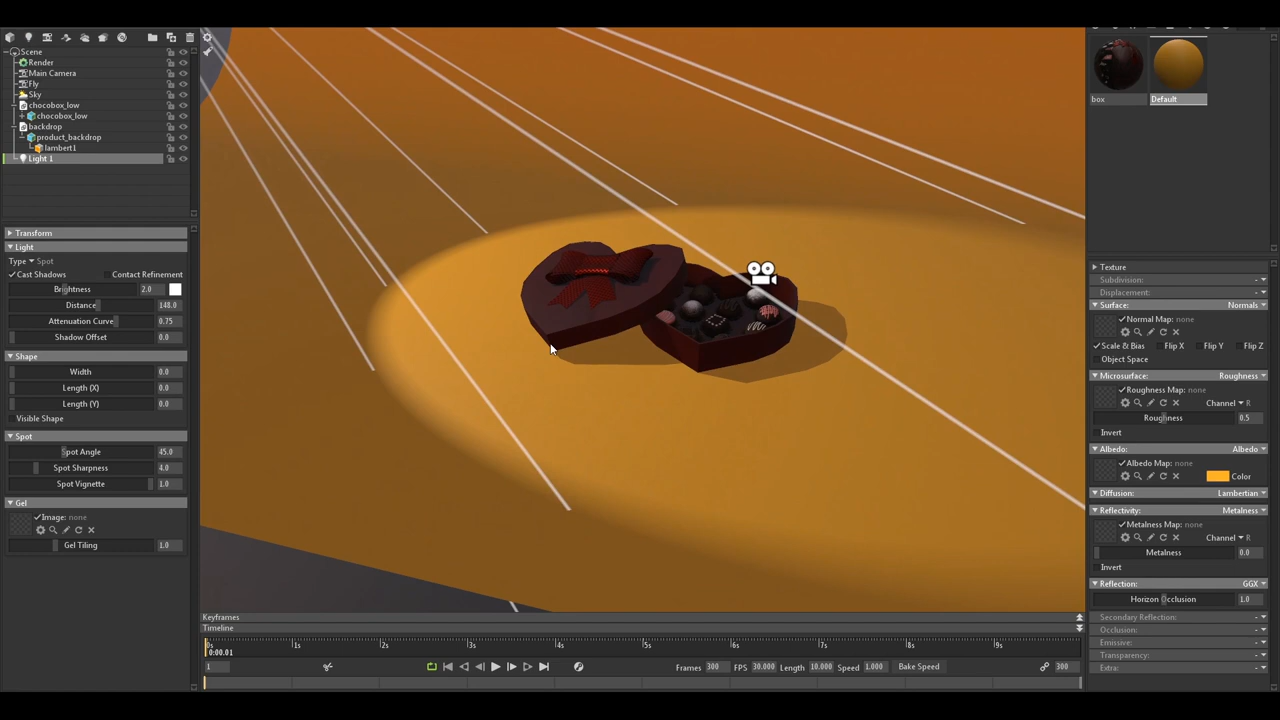 Scene
Render
Main Camera
Fly
Sky
chocobox_low
chocobox_low
backdrop
product_backdrop
lambert1
Light 1
Transform
Light
Type Spot
Cast Shadows Contact Refinement
Brightness 2.0
Distance 148.0
Attenuation Curve 0.75
Shadow Offset 0.0
Shape
Width 0.0
Length (X) 0.0
Length (Y) 0.0
Visible Shape
Spot
Spot Angle 45.0
Spot Sharpness 4.0
Spot Vignette 1.0
Gel
Image: none
Gel Tiling 1.0
Keyframes
Timeline
0s 1s 2s 3s 4s 5s 6s 7s 8s 9s
0:00.01
1
Frames 300 FPS 30.000 Length 10.000 Speed 1.000 Bake Speed 300
box Default
Texture
Subdivision: -
Displacement: -
Surface: Normals
Normal Map: none
Scale & Bias Flip X Flip Y Flip Z
Object Space
Microsurface: Roughness
Roughness Map: none
Channel R
Roughness 0.5
Invert
Albedo: Albedo
Albedo Map: none
Color
Diffusion: Lambertian
Reflectivity: Metalness
Metalness Map: none
Channel R
Metalness 0.0
Invert
Reflection: GGX
Horizon Occlusion 1.0
Secondary Reflection: -
Occlusion: -
Emissive: -
Transparency: -
Extra: -